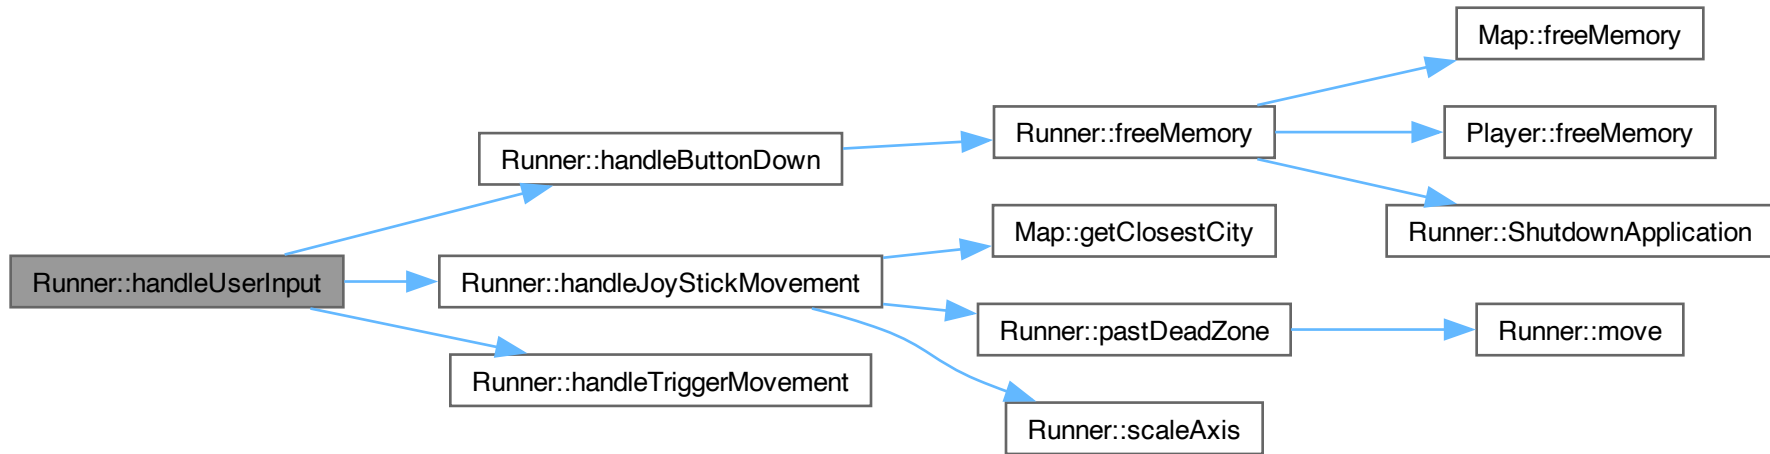 Runner::handleUserInput
Runner::handleButtonDown
Runner::freeMemory
Map::freeMemory
Player::freeMemory
Runner::ShutdownApplication
Runner::handleJoyStickMovement
Map::getClosestCity
Runner::pastDeadZone
Runner::move
Runner::scaleAxis
Runner::handleTriggerMovement